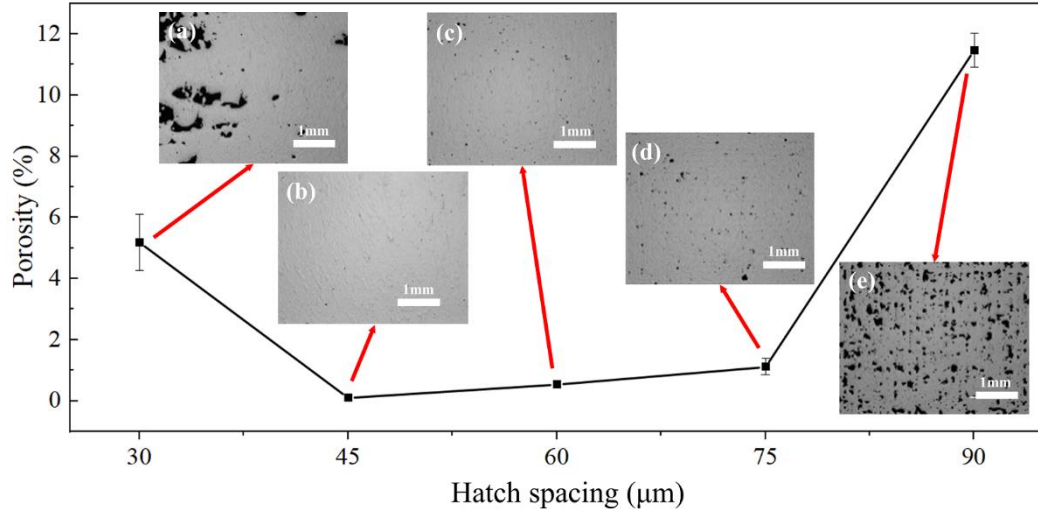 Porosity (%)
12
10
8
6
4
2
0
(a)
1mm
(b)
1mm
(c)
1mm
(d)
1mm
(e)
1mm
30
45
60
75
90
Hatch spacing (μm)